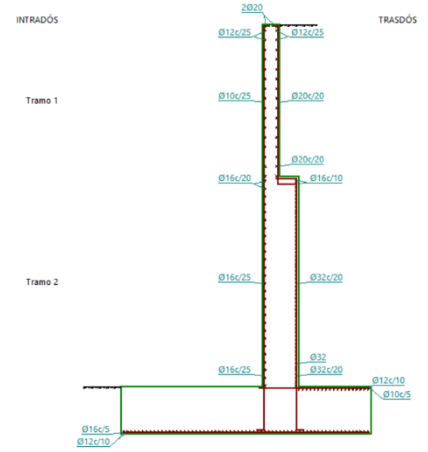 2Ø20
INTRADÓS
TRASDÓS
Ø12c/25
Ø12c/25
Tramo 1
Ø10c/25
Ø20c/20
Ø20c/20
Ø16c/20
Ø16c/10
Tramo 2
Ø16c/25
Ø32c/20
Ø32
Ø16c/25
Ø32c/20
Ø12c/10
Ø10c/5
Ø16c/5
Ø12c/10